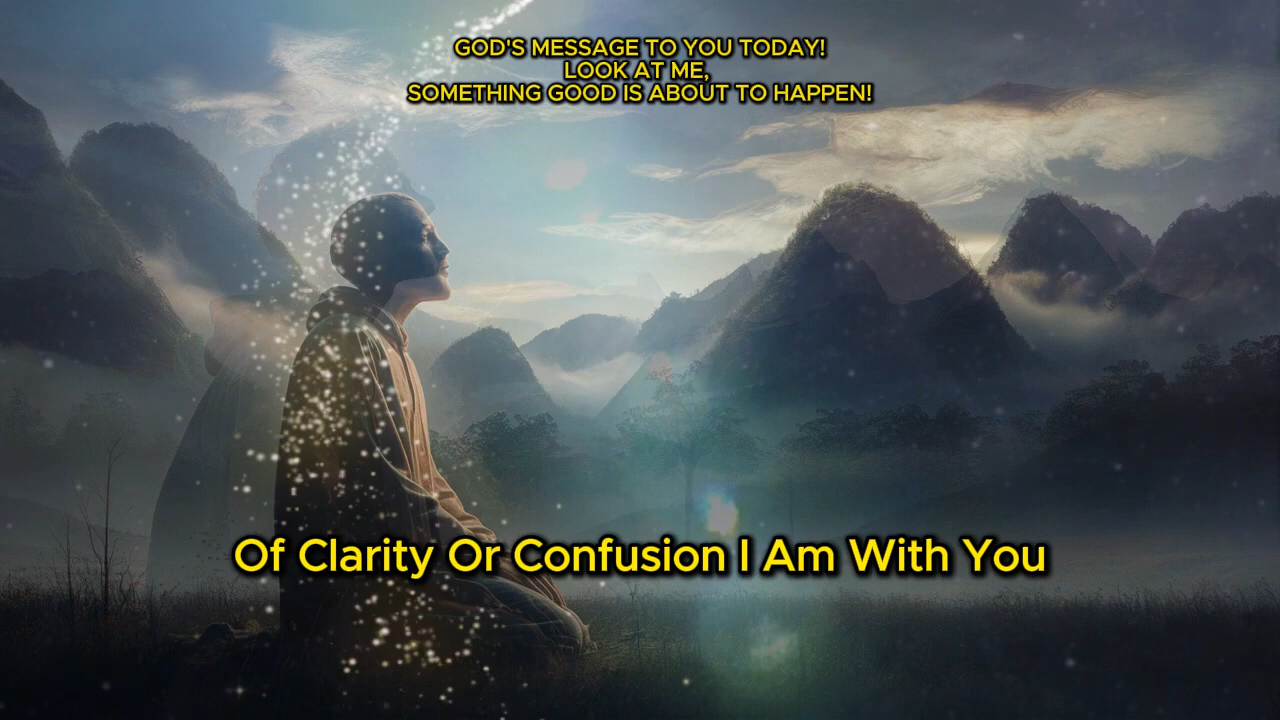 GOD'S MESSAGE TO YOU TODAY!
LOOK AT ME,
SOMETHING GOOD IS ABOUT TO HAPPEN!
Of Clarity Or Confusion I Am With You